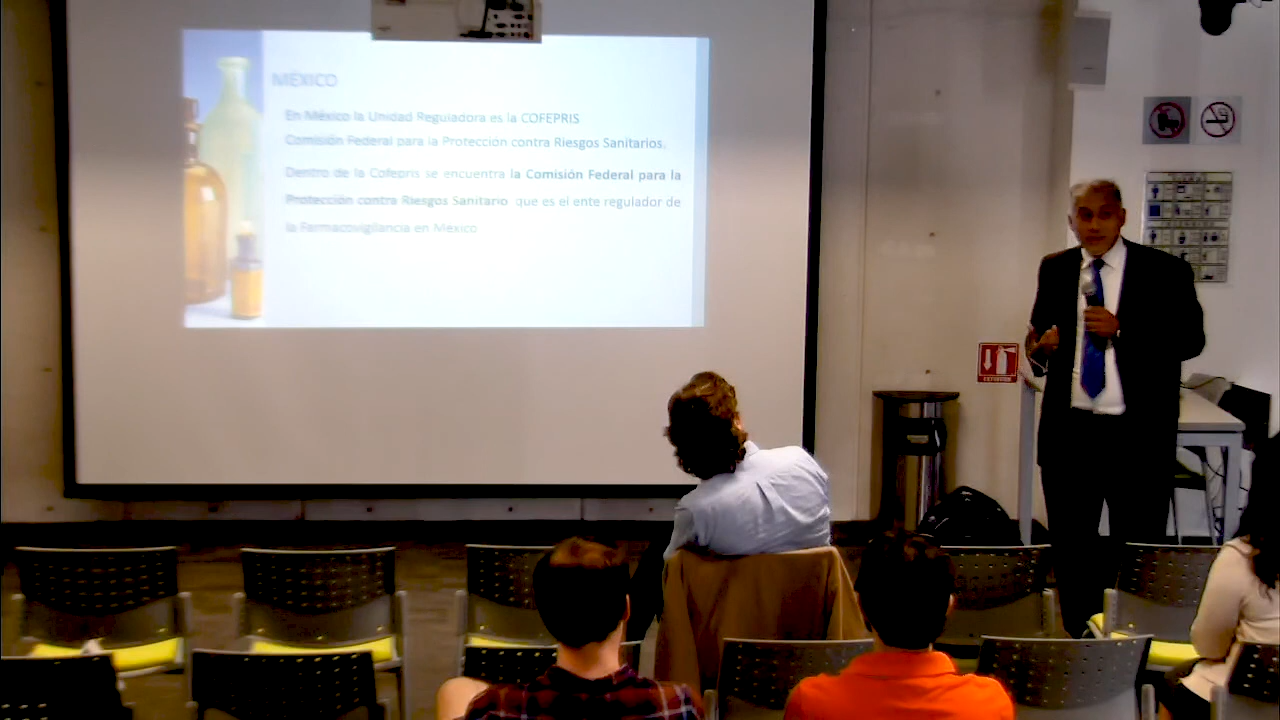 MÉXICO
En México la Unidad Reguladora es la COFEPRIS
Comisión Federal para la Protección contra Riesgos Sanitarios.
Dentro de la Cofepris se encuentra la Comisión Federal para la
Protección contra Riesgos Sanitario que es el ente regulador de
la Farmacovigilancia en México
EXTINTOR